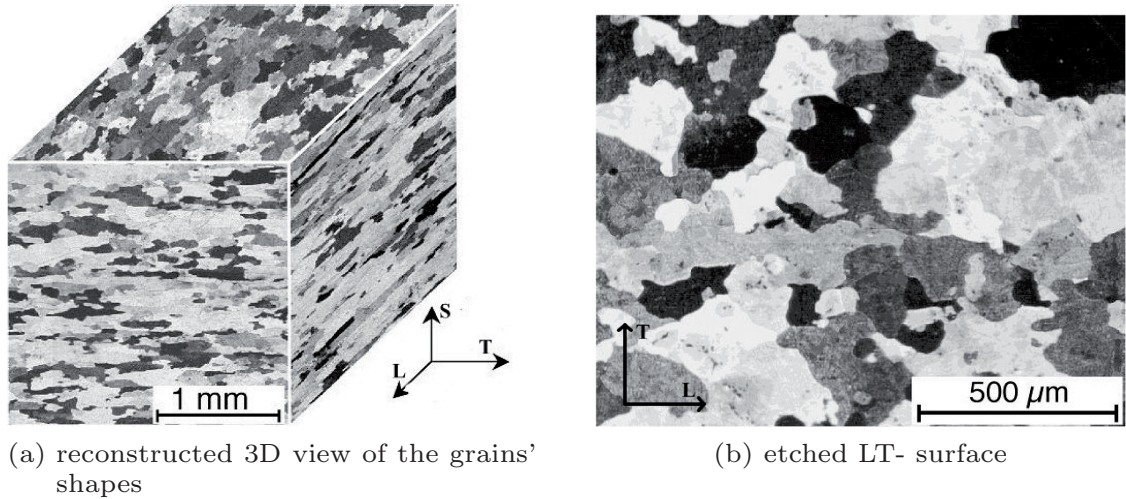 S
T
L
1 mm
T
L
500 μm
(a) reconstructed 3D view of the grains'
shapes
(b) etched LT- surface